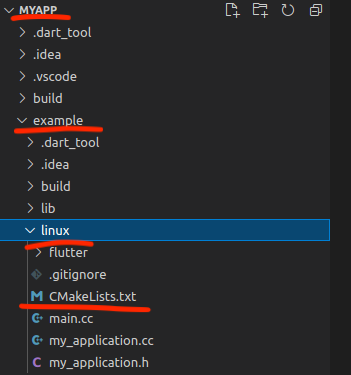 MYAPP
.dart_tool
.idea
.vscode
build
example
.dart_tool
.idea
build
lib
linux
flutter
.gitignore
CMakeLists.txt
main.cc
my_application.cc
my_application.h